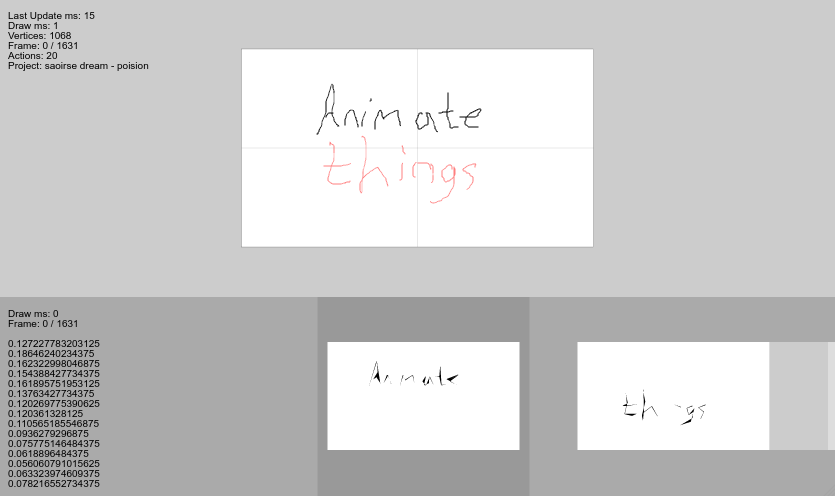 Last Update ms: 15
Draw ms: 1
Vertices: 1068
Frame: 0 / 1631
Actions: 20
Project: saoirse dream - poision
Animate
things
Draw ms: 0
Frame: 0 / 1631
0.127227783203125
0.18646240234375
0.162322998046875
0.154388427734375
0.161895751953125
0.13763427734375
0.120269775390625
0.120361328125
0.110565185546875
0.0936279296875
0.075775146484375
0.0618896484375
0.056060791015625
0.063323974609375
0.078216552734375
Animate
things